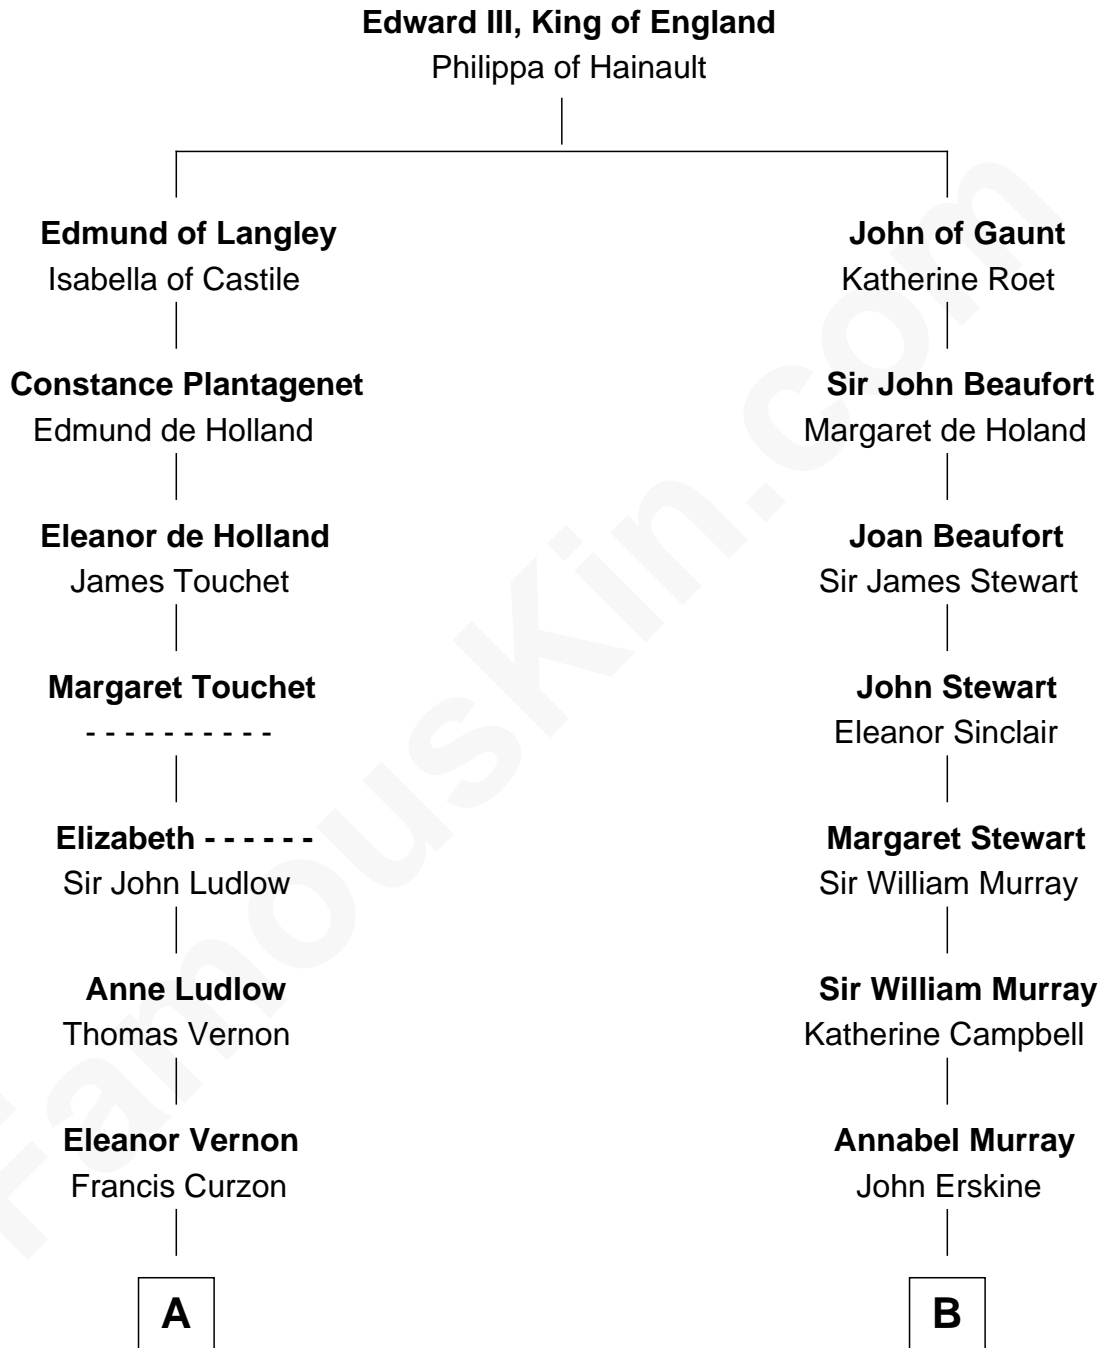 Edward III, King of England
Philippa of Hainault
Edmund of Langley
Isabella of Castile
John of Gaunt
Katherine Roet
Constance Plantagenet
Edmund de Holland
Sir John Beaufort
Margaret de Holand
Eleanor de Holland
James Touchet
Joan Beaufort
Sir James Stewart
Margaret Touchet
- - - - - - - - - -
John Stewart
Eleanor Sinclair
Elizabeth - - - - - -
Sir John Ludlow
Margaret Stewart
Sir William Murray
Anne Ludlow
Thomas Vernon
Sir William Murray
Katherine Campbell
Eleanor Vernon
Francis Curzon
Annabel Murray
John Erskine
A
B
FamousKin.com